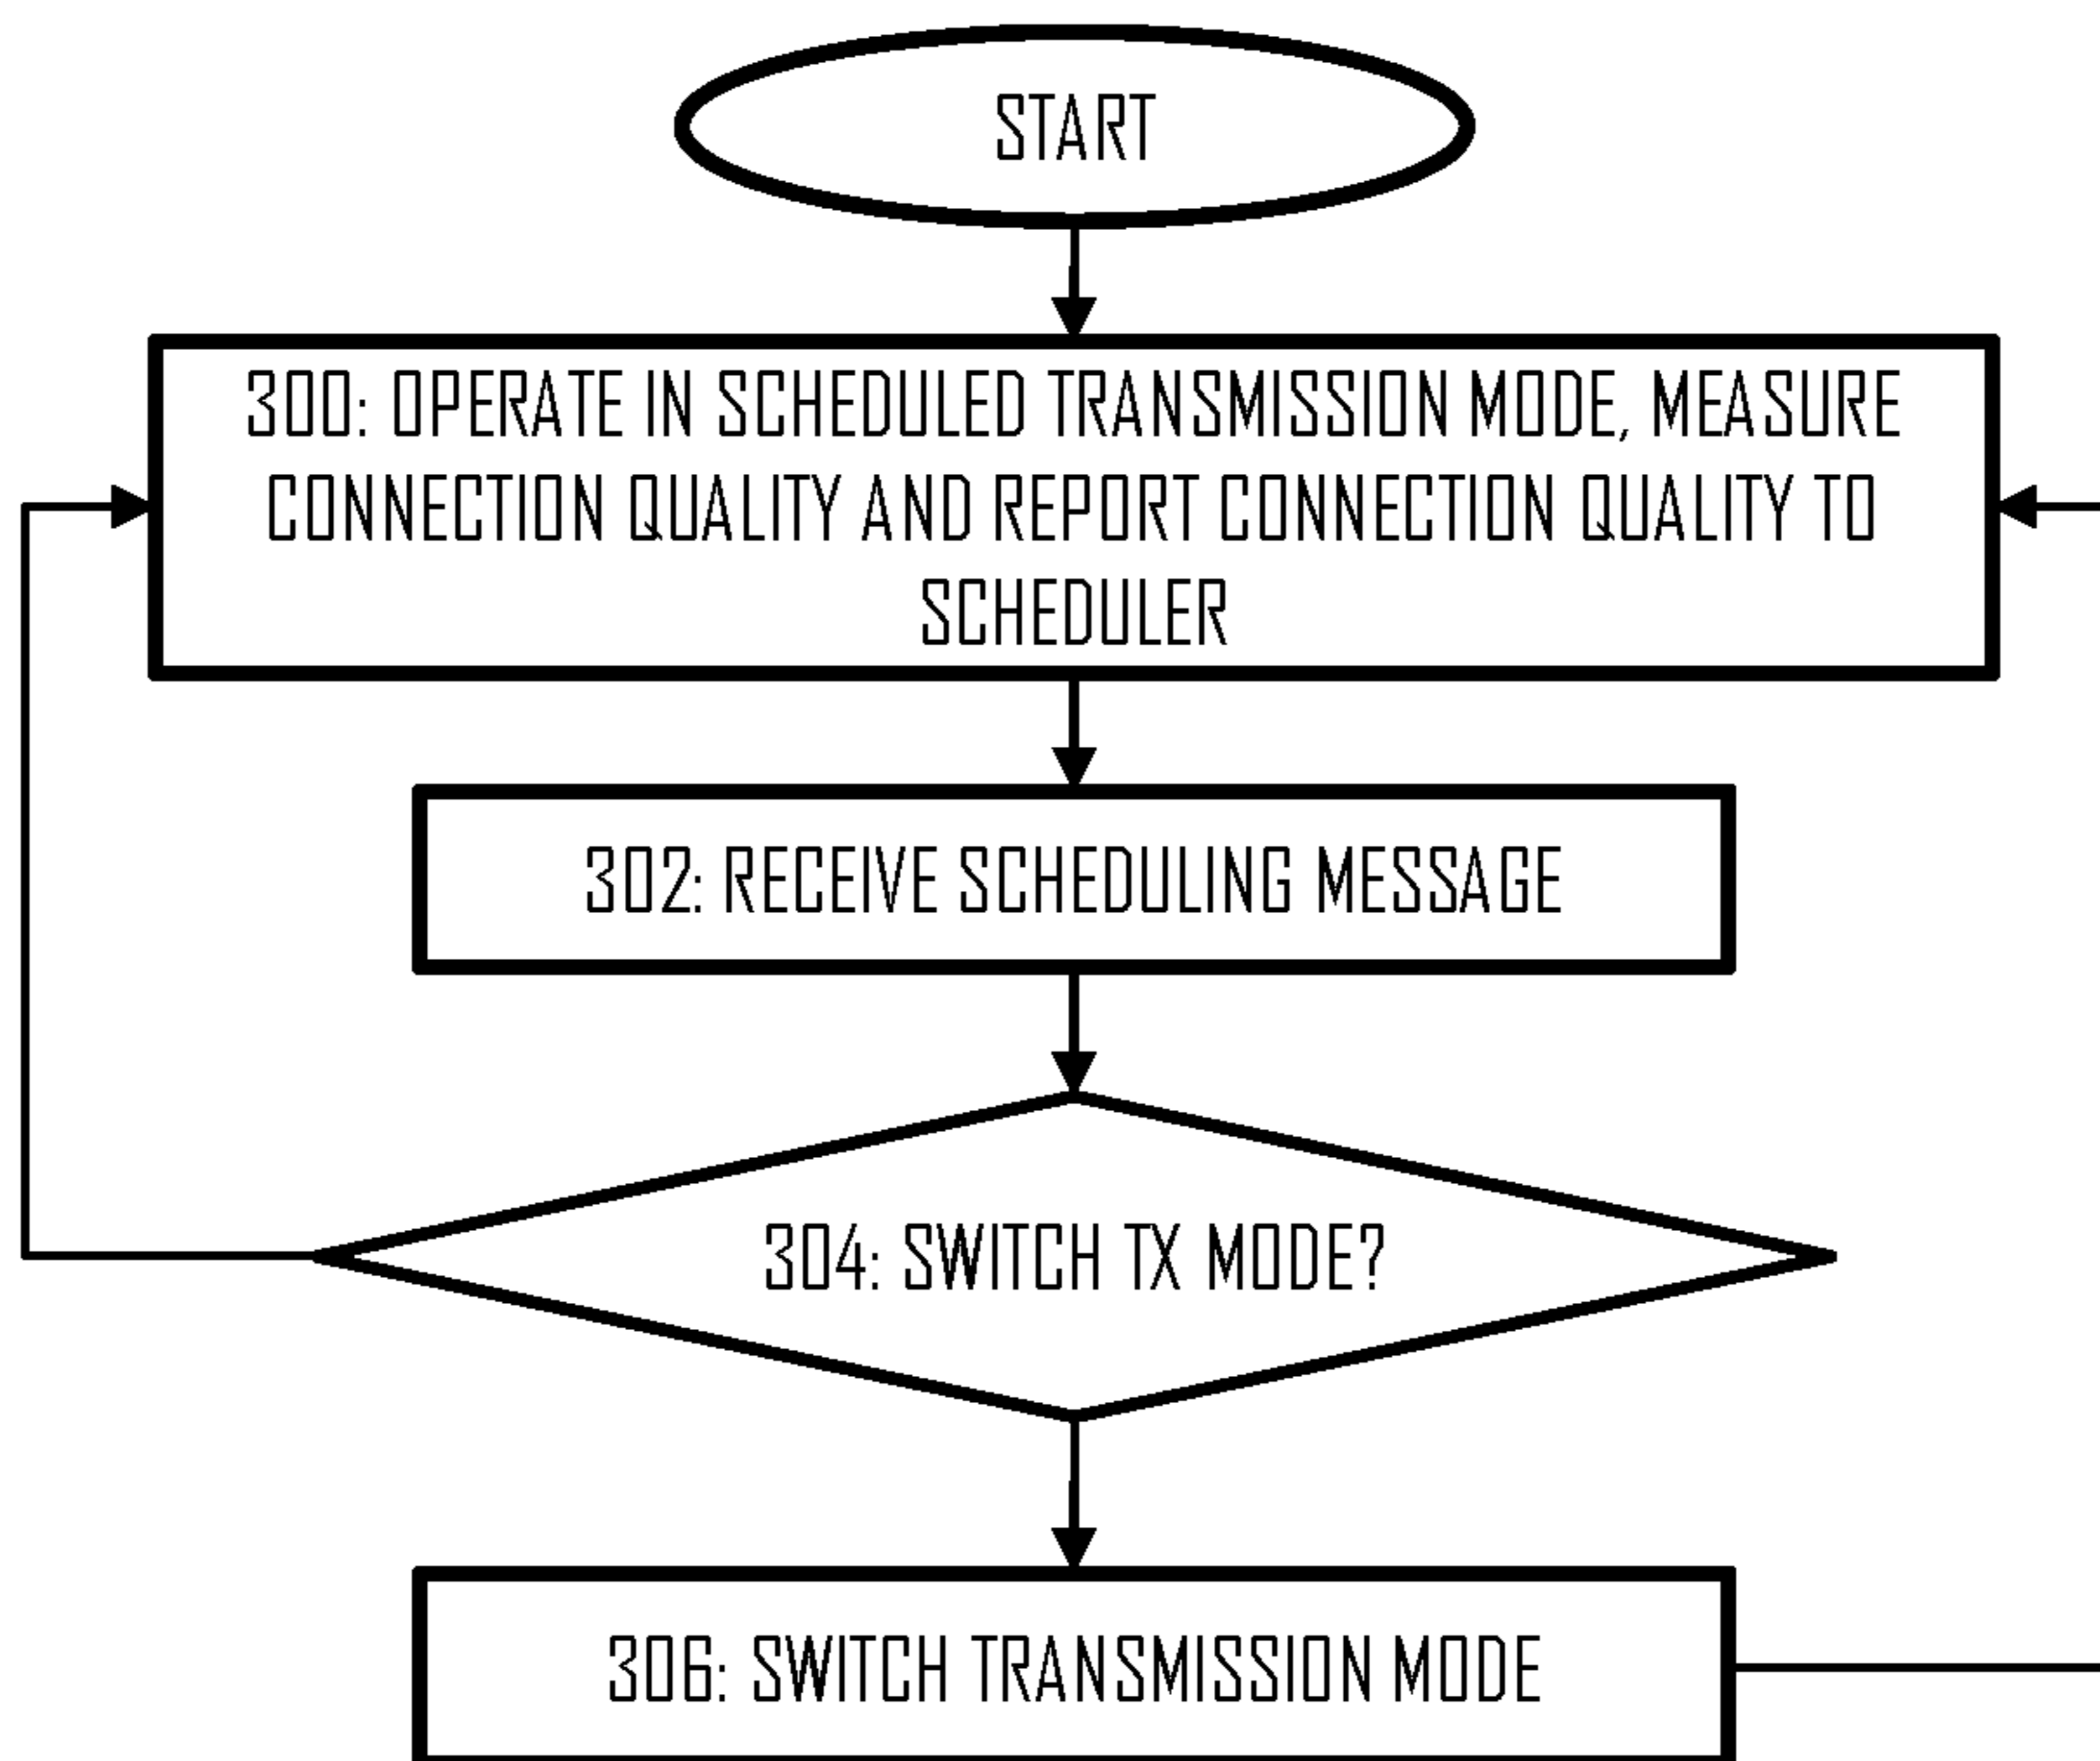 START
300: OPERATE IN SCHEDULED TRANSMISSION MODE, MEASURE
CONNECTION QUALITY AND REPORT CONNECTION QUALITY TO
SCHEDULER
302: RECEIVE SCHEDULING MESSAGE
304: SWITCH TX MODE?
306: SWITCH TRANSMISSION MODE